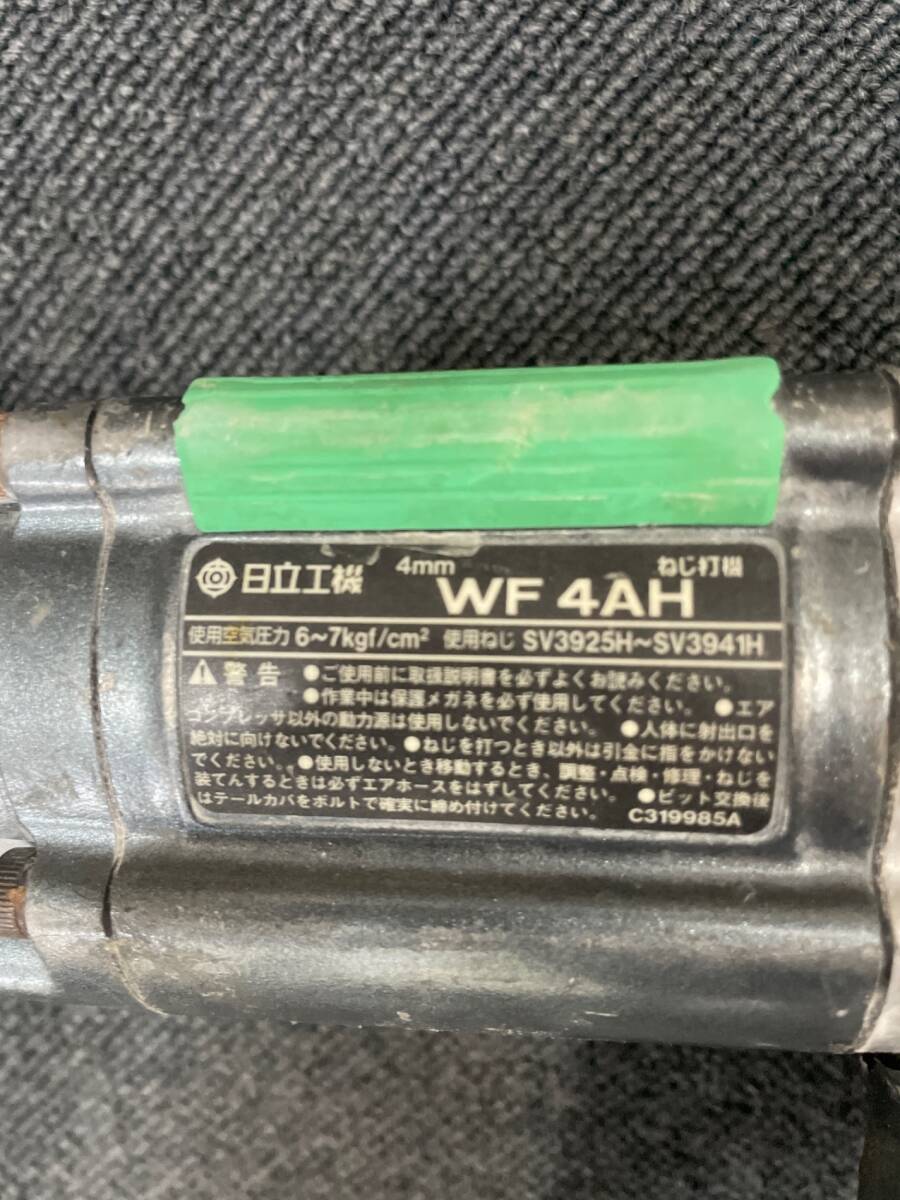 日立工機 4mm WF 4AH ねじ打機
使用空気圧力 6~7kgf/cm² 使用ねじ SV3925H~SV3941H
警告 ●ご使用前に取扱説明書を必ずよくお読みください。
●作業中は保護メガネを必ず使用してください。 ●エア
コンプレッサ以外の動力源は使用しないでください。 ●人体に射出口を
絶対に向けないでください。●ねじを打つとき以外は引金に指をかけない
でください。●使用しないとき移動するとき、調整・点検・修理・ねじを
装てんするときは必ずエアホースをはずしてください。 ●ビット交換後
はテールカバをボルトで確実に締め付けてください。 C319985A